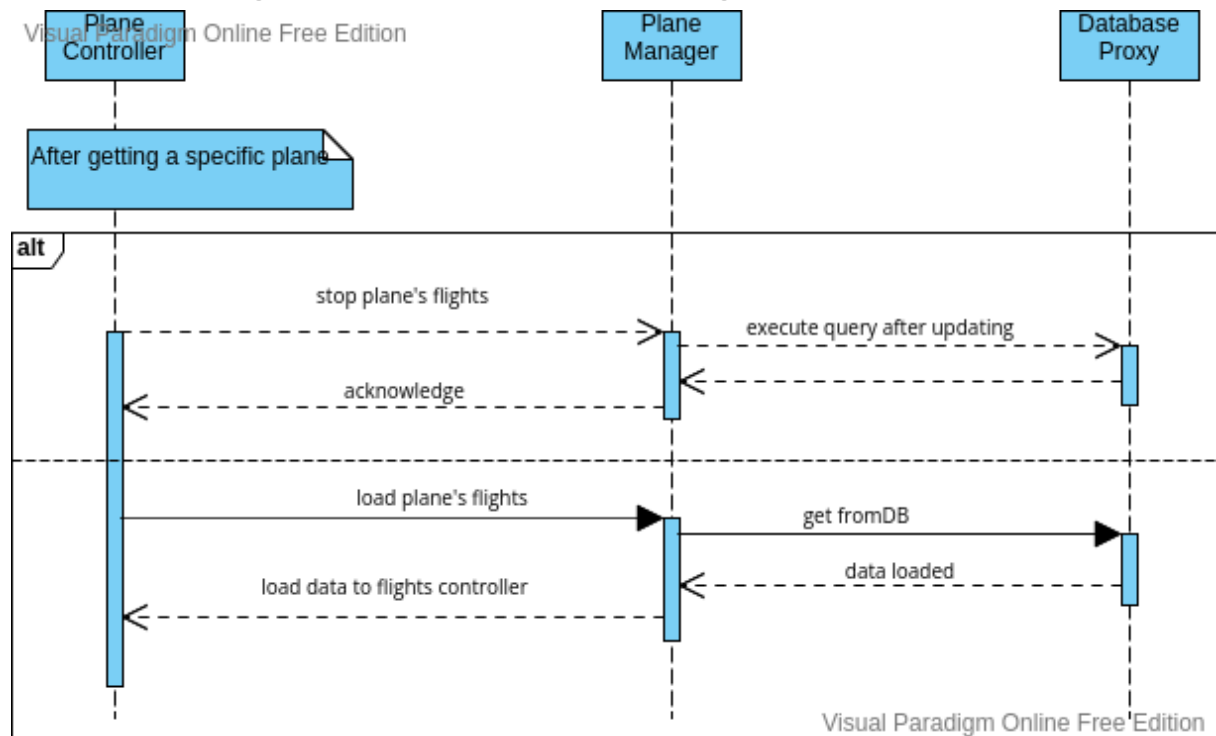 Visual Paradigm Online Free Edition
Plane
Controller
Plane
Manager
Database
Proxy
After getting a specific plane
alt
stop plane's flights
execute query after updating
acknowledge
load plane's flights
get fromDB
data loaded
load data to flights controller
Visual Paradigm Online Free Edition